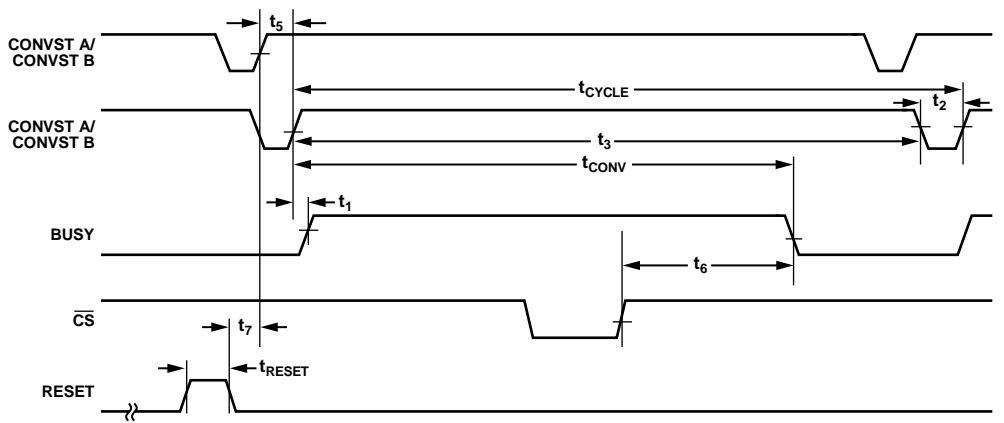 t5
CONVST A/
CONVST B
tCYCLE
t2
CONVST A/
CONVST B
t3
tCONV
t1
BUSY
t6
CS
t7
tRESET
RESET